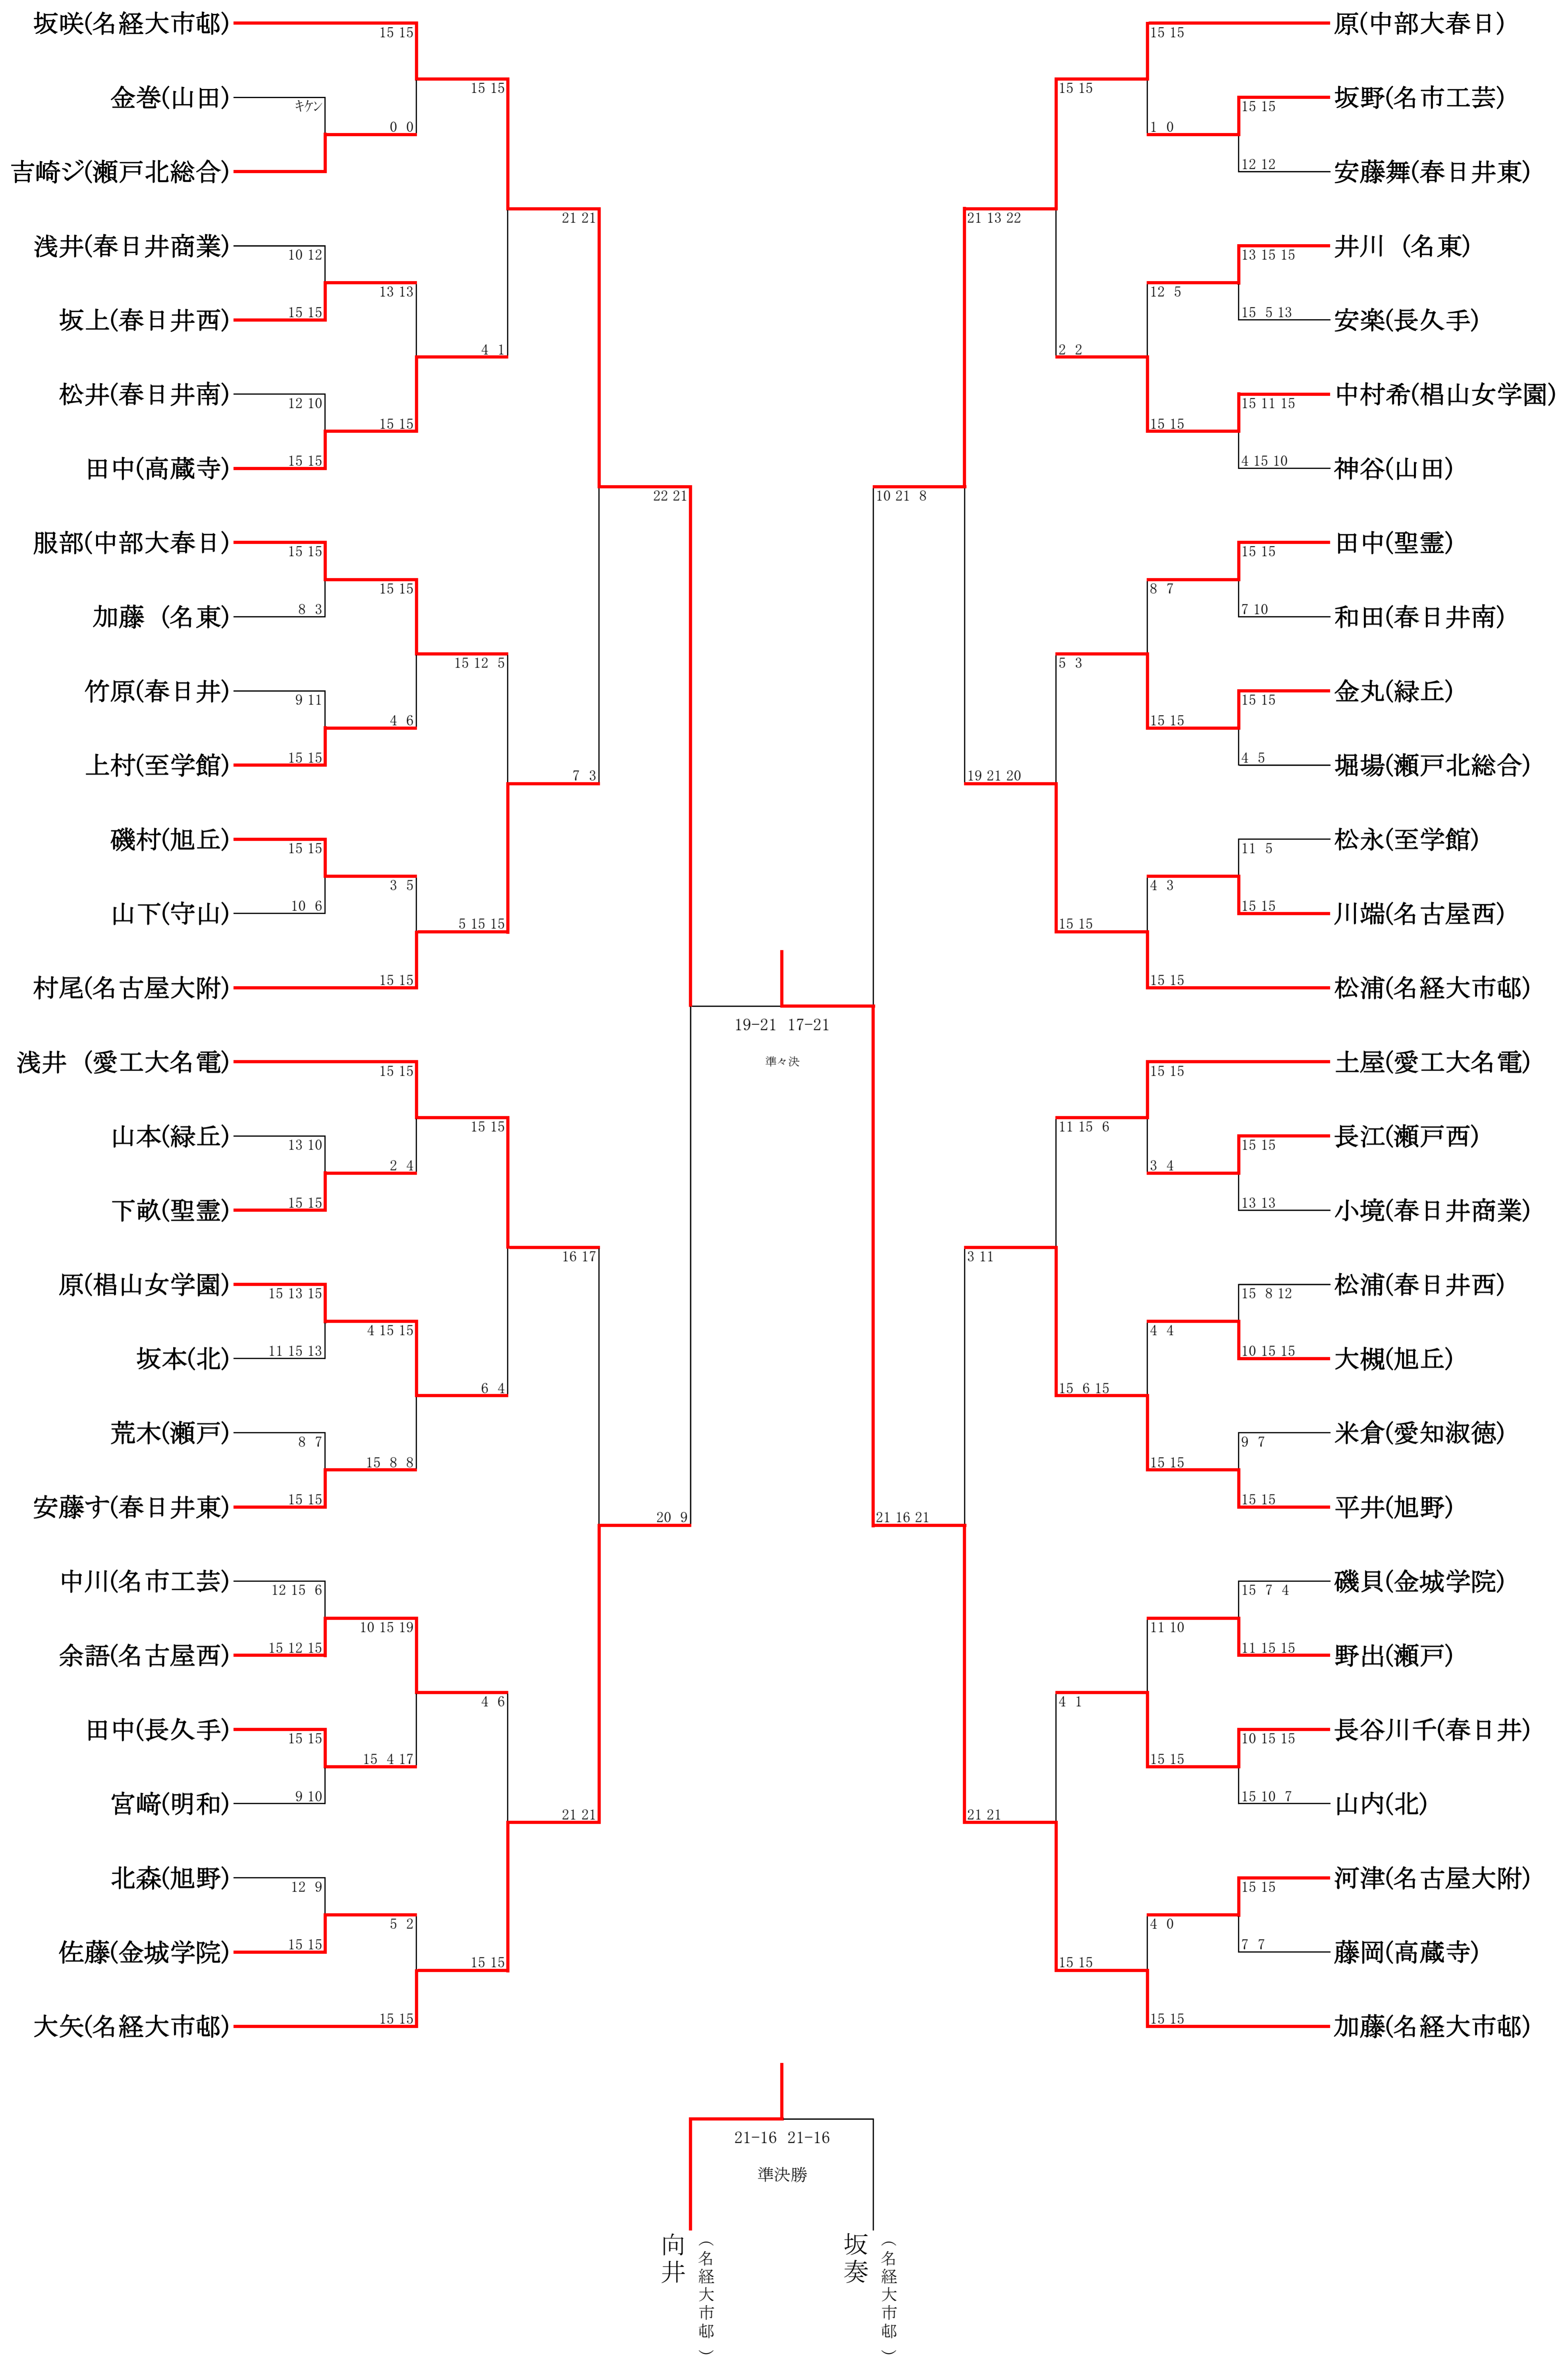 坂咲(名経大市邨)
15 15
金巻(山田)
キケン
15 15
0 0
吉崎ジ(瀬戸北総合)
21 21
浅井(春日井商業)
10 12
13 13
坂上(春日井西)
15 15
4 1
松井(春日井南)
12 10
15 15
田中(高蔵寺)
15 15
22 21
服部(中部大春日)
15 15
15 15
加藤 (名東)
8 3
15 12 5
竹原(春日井)
9 11
4 6
上村(至学館)
15 15
7 3
磯村(旭丘)
15 15
3 5
山下(守山)
10 6
5 15 15
村尾(名古屋大附)
15 15
浅井 (愛工大名電)
15 15
山本(緑丘)
13 10
15 15
2 4
下畝(聖霊)
15 15
16 17
原(椙山女学園)
15 13 15
4 15 15
坂本(北)
11 15 13
6 4
荒木(瀬戸)
8 7
15 8 8
安藤す(春日井東)
15 15
20 9
中川(名市工芸)
12 15 6
10 15 19
余語(名古屋西)
15 12 15
4 6
田中(長久手)
15 15
15 4 17
宮﨑(明和)
9 10
21 21
北森(旭野)
12 9
5 2
佐藤(金城学院)
15 15
15 15
大矢(名経大市邨)
15 15
19-21 17-21
準々決
原(中部大春日)
15 15
坂野(名市工芸)
15 15
15 15
1 0
安藤舞(春日井東)
12 12
21 13 22
井川 (名東)
13 15 15
12 5
安楽(長久手)
15 5 13
2 2
中村希(椙山女学園)
15 11 15
15 15
神谷(山田)
4 15 10
10 21 8
田中(聖霊)
15 15
8 7
和田(春日井南)
7 10
5 3
金丸(緑丘)
15 15
15 15
堀場(瀬戸北総合)
4 5
19 21 20
松永(至学館)
11 5
4 3
川端(名古屋西)
15 15
15 15
松浦(名経大市邨)
15 15
土屋(愛工大名電)
15 15
長江(瀬戸西)
15 15
11 15 6
3 4
小境(春日井商業)
13 13
3 11
松浦(春日井西)
15 8 12
4 4
大槻(旭丘)
10 15 15
15 6 15
米倉(愛知淑徳)
9 7
15 15
平井(旭野)
15 15
21 16 21
磯貝(金城学院)
15 7 4
11 10
野出(瀬戸)
11 15 15
4 1
長谷川千(春日井)
10 15 15
15 15
山内(北)
15 10 7
21 21
河津(名古屋大附)
15 15
4 0
藤岡(高蔵寺)
7 7
15 15
加藤(名経大市邨)
15 15
21-16 21-16
準決勝
向井
(名経大市邨)
坂奏
(名経大市邨)